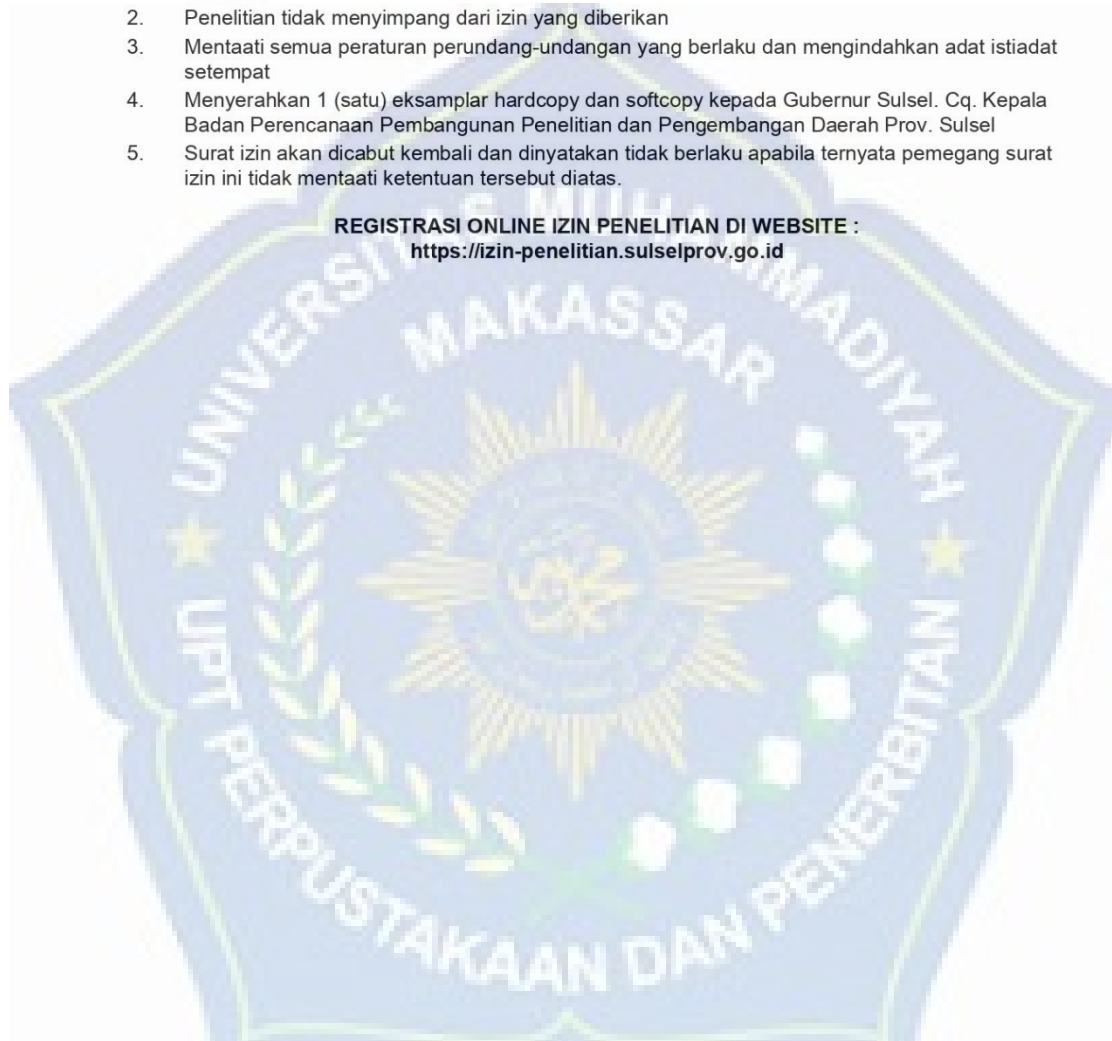 2. Penelitian tidak menyimpang dari izin yang diberikan
3. Mentaati semua peraturan perundang-undangan yang berlaku dan mengindahkan adat istiadat
setempat
4. Menyerahkan 1 (satu) eksamplar hardcopy dan softcopy kepada Gubernur Sulsel. Cq. Kepala
Badan Perencanaan Pembangunan Penelitian dan Pengembangan Daerah Prov. Sulsel
5. Surat izin akan dicabut kembali dan dinyatakan tidak berlaku apabila ternyata pemegang surat
izin ini tidak mentaati ketentuan tersebut diatas.
REGISTRASI ONLINE IZIN PENELITIAN DI WEBSITE :
https://izin-penelitian.sulselprov.go.id
UNIVERSITAS MUHAMMADIYAH
MAKASSAR
UPT PERPUSTAKAAN DAN PENERBITAN